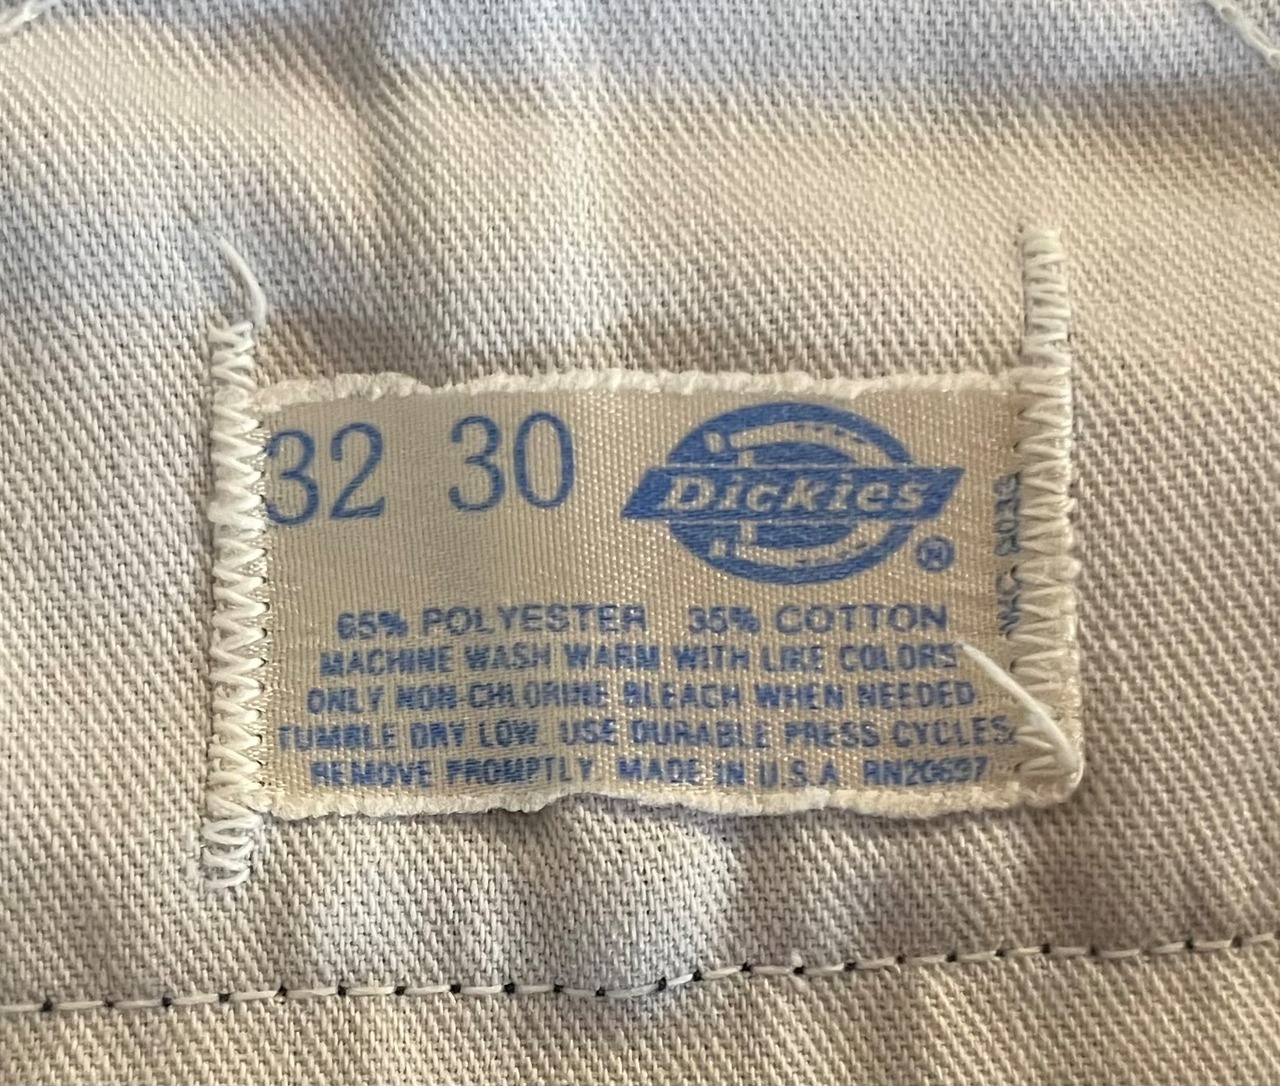 32 30
Dickies®
65% POLYESTER 35% COTTON
MACHINE WASH WARM WITH LIKE COLORS
ONLY NON-CHLORINE BLEACH WHEN NEEDED
TUMBLE DRY LOW. USE DURABLE PRESS CYCLES
REMOVE PROMPTLY MADE IN U.S.A. RN20697